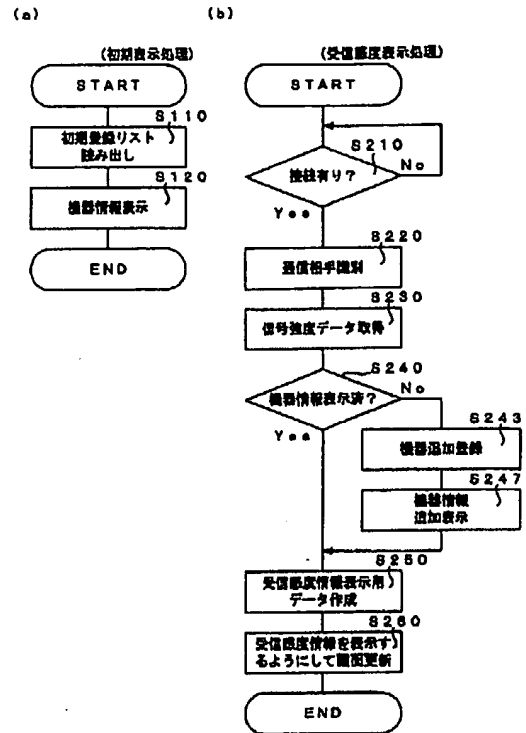 (a)
(初期表示処理)
START
S110
初期登録リスト
読み出し
S120
機器情報表示
END
(b)
(受信感度表示処理)
START
S210
接続有り?
No
Yes
S220
通信相手識別
S230
信号強度データ取得
S240
機器情報表示済?
No
Yes
S243
機器追加登録
S247
機器情報
追加表示
S250
受信感度情報表示用
データ作成
S260
受信感度情報を表示す
るようにして画面更新
END